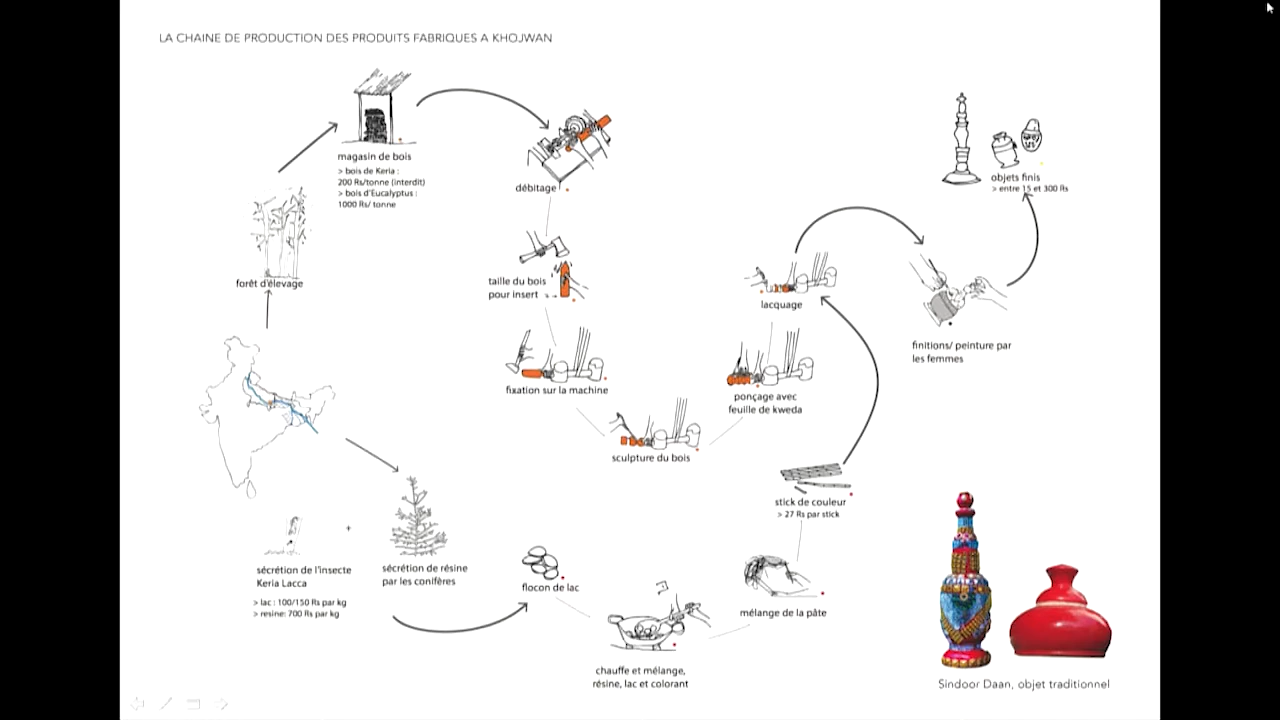 LA CHAINE DE PRODUCTION DES PRODUITS FABRIQUES A KHOJWAN
magasin de bois
> bois de Keria :
200 Rs/tonne (interdit)
> bois d'Eucalyptus :
1000 Rs/ tonne
forêt d'élevage
débitage
taille du bois
pour insert
fixation sur la machine
sculpture du bois
ponçage avec
feuille de kweda
lacquage
finitions/ peinture par
les femmes
objets finis
> entre 15 et 300 Rs
sécrétion de l'insecte
Keria Lacca
> lac : 100/150 Rs par kg
> resine: 700 Rs par kg
+
sécrétion de résine
par les conifères
flocon de lac
chauffe et mélange,
résine, lac et colorant
mélange de la pâte
stick de couleur
> 27 Rs par stick
Sindoor Daan, objet traditionnel